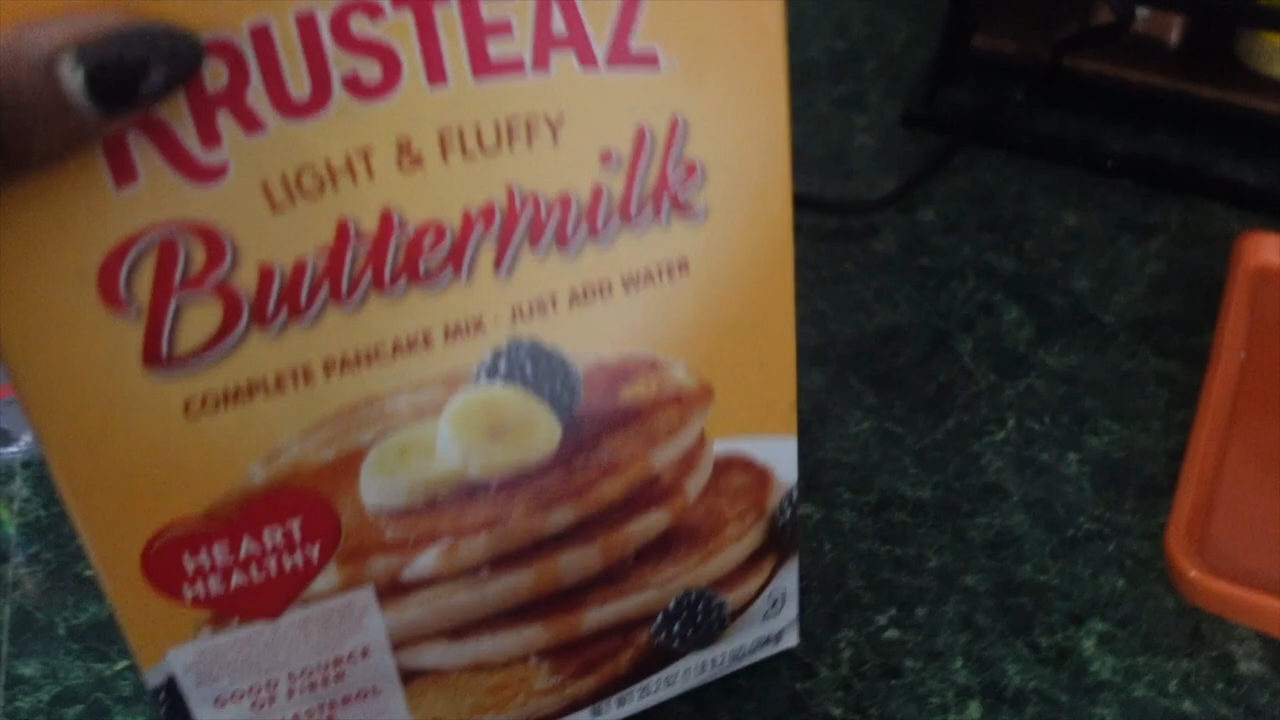 KRUSTEAZ
LIGHT & FLUFFY
Buttermilk
COMPLETE PANCAKE MIX · JUST ADD WATER
HEART
HEALTHY
GOOD SOURCE
OF FIBER